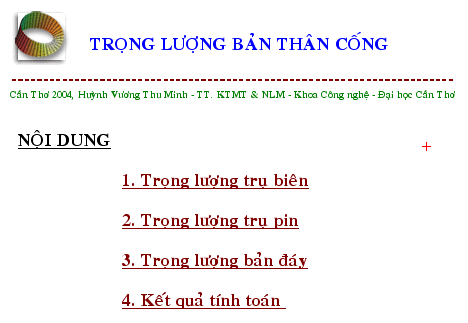 TRỌNG LƯỢNG BẢN THÂN CỐNG
Cần Thơ 2004, Huỳnh Vương Thu Minh - TT. KTMT & NLM - Khoa Công nghệ - Đại học Cần Thơ
NỘI DUNG
+
1. Trọng lượng trụ biên
2. Trọng lượng trụ pin
3. Trọng lượng bản đáy
4. Kết quả tính toán